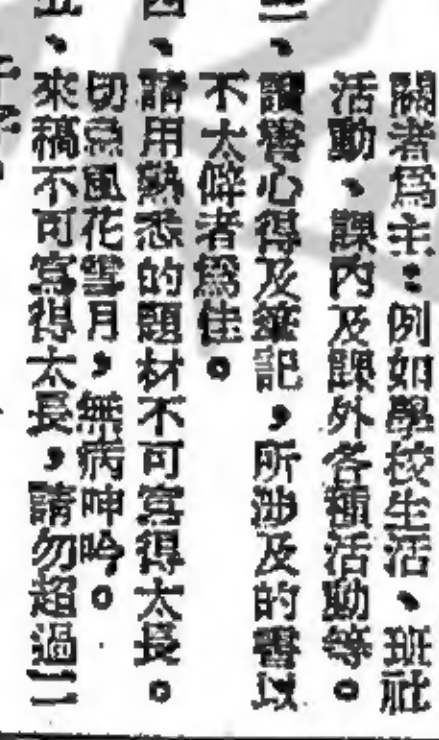 關者爲主：例如學校生活、班社
活動、課內及課外各種活動等。
三、讀書心得及筆記，所涉及的書以
不太僻者爲佳。
四、請用熟悉的題材不可寫得太長。
切忌風花雪月，無病呻吟。
五、來稿不可寫得太長，請勿超過二